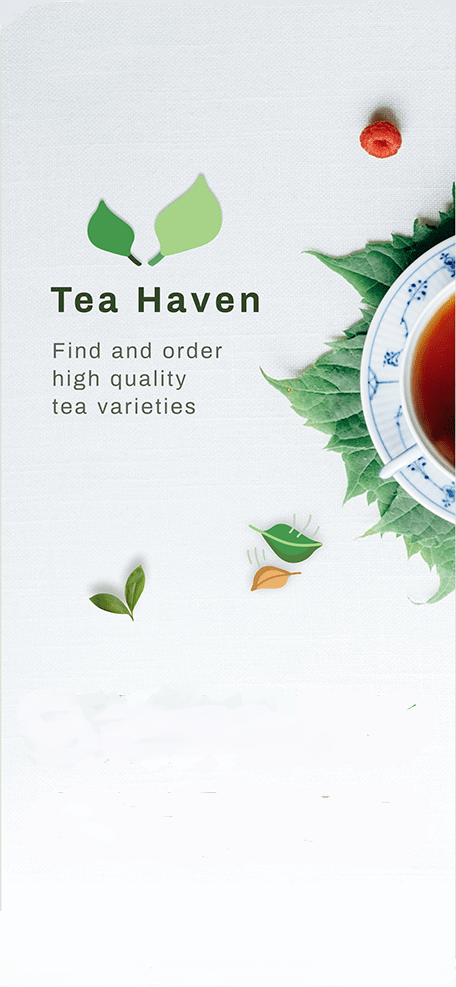 Tea Haven
Find and order
high quality
tea varieties